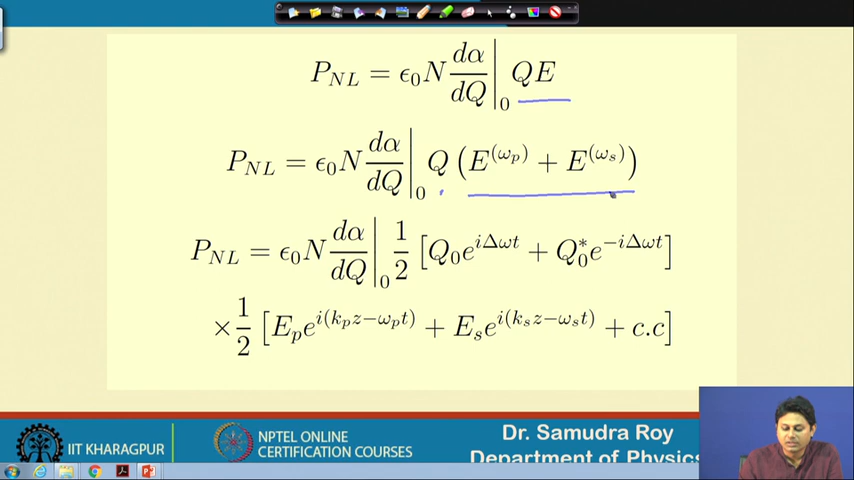 P_{NL} = \epsilon_0 N \frac{d\alpha}{dQ}\Big|_0 QE
P_{NL} = \epsilon_0 N \frac{d\alpha}{dQ}\Big|_0 Q \left( E^{(\omega_p)} + E^{(\omega_s)} \right)
P_{NL} = \epsilon_0 N \frac{d\alpha}{dQ}\Big|_0 \frac{1}{2} \left[ Q_0 e^{i\Delta\omega t} + Q_0^* e^{-i\Delta\omega t} \right]
\times \frac{1}{2} \left[ E_p e^{i(k_p z - \omega_p t)} + E_s e^{i(k_s z - \omega_s t)} + c.c \right]
IIT KHARAGPUR
NPTEL ONLINE
CERTIFICATION COURSES
Dr. Samudra Roy
Department of Physics